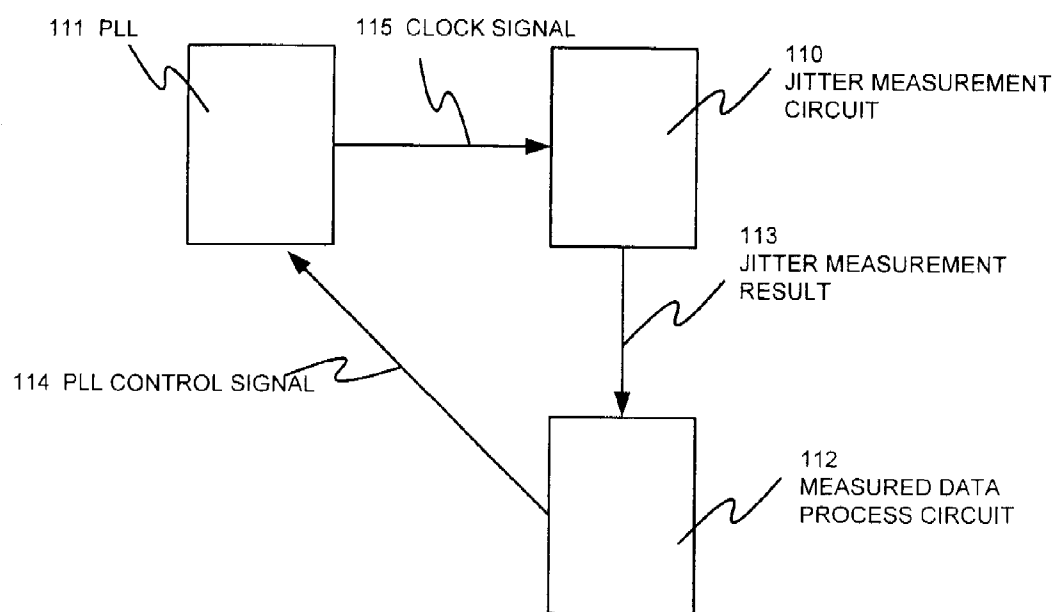 111 PLL
115 CLOCK SIGNAL
110
JITTER MEASUREMENT
CIRCUIT
113
JITTER MEASUREMENT
RESULT
114 PLL CONTROL SIGNAL
112
MEASURED DATA
PROCESS CIRCUIT